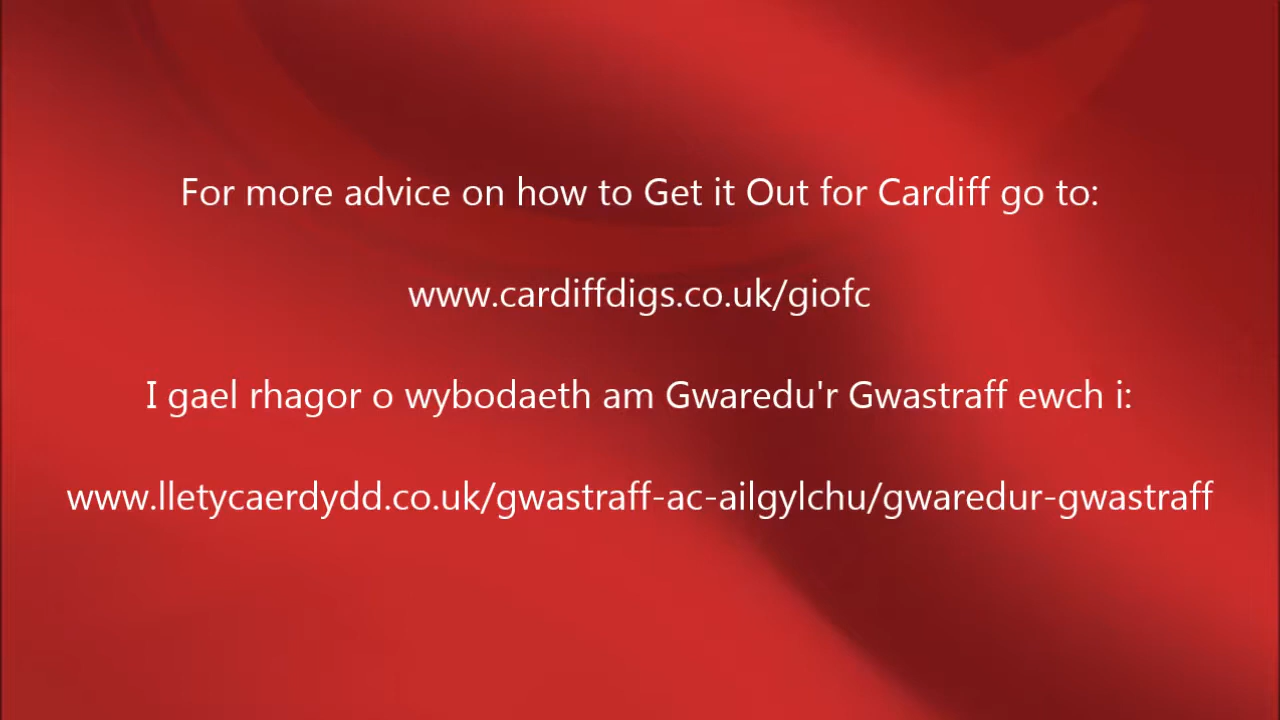 For more advice on how to Get it Out for Cardiff go to:
www.cardiffdigs.co.uk/giofc
I gael rhagor o wybodaeth am Gwaredu'r Gwastraff ewch i:
www.lletycaerdydd.co.uk/gwastraff-ac-ailgylchu/gwaredur-gwastraff